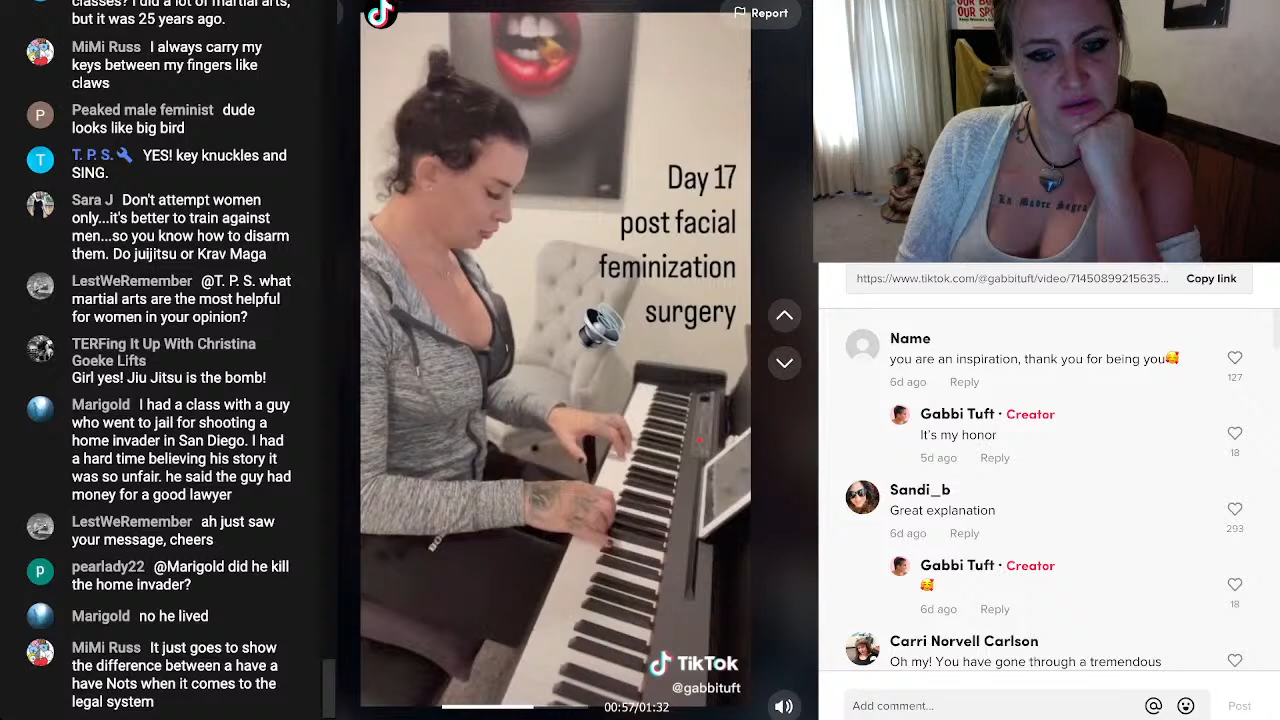 classes? I did a lot of martial arts,
but it was 25 years ago.
MiMi Russ I always carry my
keys between my fingers like
claws
Peaked male feminist dude
looks like big bird
T. P. S. YES! key knuckles and
SING.
Sara J Don't attempt women
only...it's better to train against
men...so you know how to disarm
them. Do juijitsu or Krav Maga
LestWeRemember @T. P. S. what
martial arts are the most helpful
for women in your opinion?
TERFing It Up With Christina
Goeke Lifts
Girl yes! Jiu Jitsu is the bomb!
Marigold I had a class with a guy
who went to jail for shooting a
home invader in San Diego. I had
a hard time believing his story it
was so unfair. he said the guy had
money for a good lawyer
LestWeRemember ah just saw
your message, cheers
pearlady22 @Marigold did he kill
the home invader?
Marigold no he lived
MiMi Russ It just goes to show
the difference between a have a
have Nots when it comes to the
legal system
P
T
p
Report
Day 17
post facial
feminization
surgery
TikTok
@gabbituft
00:57/01:32
La Madre Negra
https://www.tiktok.com/@gabbituft/video/71450899215635... Copy link
Name
you are an inspiration, thank you for being you🥰
127
6d ago Reply
Gabbi Tuft · Creator
It's my honor
18
5d ago Reply
Sandi_b
Great explanation
293
6d ago Reply
Gabbi Tuft · Creator
🥰
18
6d ago Reply
Carri Norvell Carlson
Oh my! You have gone through a tremendous
Add comment...
Post